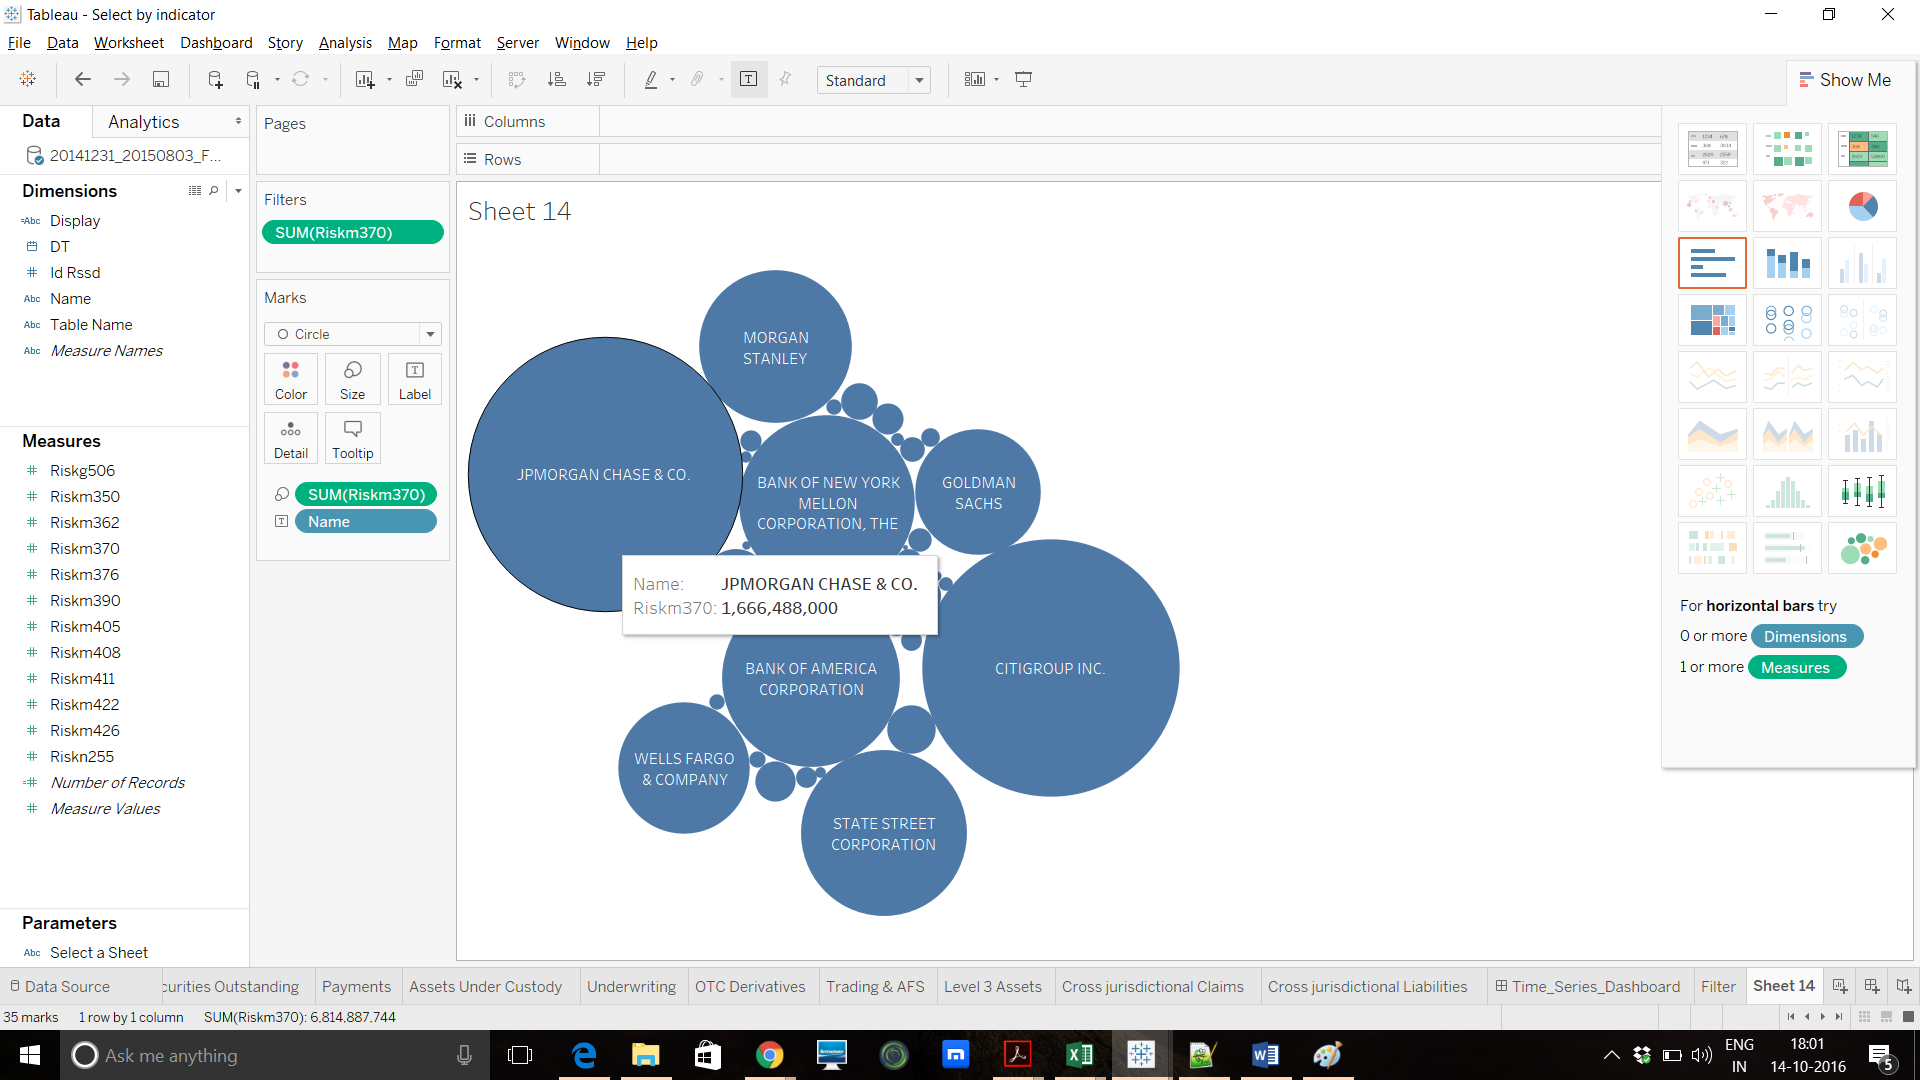 Tableau - Select by indicator
File Data Worksheet Dashboard Story Analysis Map Format Server Window Help
Standard
Show Me
Data Analytics
20141231_20150803_F...
Dimensions
Abc Display
DT
Id Rssd
Abc Name
Abc Table Name
Abc Measure Names
Measures
Riskg506
Riskm350
Riskm362
Riskm370
Riskm376
Riskm390
Riskm405
Riskm408
Riskm411
Riskm422
Riskm426
Riskn255
Number of Records
Measure Values
Parameters
Abc Select a Sheet
Pages
Filters
SUM(Riskm370)
Marks
Circle
Color Size Label
Detail Tooltip
SUM(Riskm370)
Name
Columns
Rows
Sheet 14
MORGAN
STANLEY
JPMORGAN CHASE & CO.
BANK OF NEW YORK
MELLON
CORPORATION, THE
GOLDMAN
SACHS
Name: JPMORGAN CHASE & CO.
Riskm370: 1,666,488,000
BANK OF AMERICA
CORPORATION
CITIGROUP INC.
WELLS FARGO
& COMPANY
STATE STREET
CORPORATION
For horizontal bars try
0 or more Dimensions
1 or more Measures
Data Source curities Outstanding Payments Assets Under Custody Underwriting OTC Derivatives Trading & AFS Level 3 Assets Cross jurisdictional Claims Cross jurisdictional Liabilities Time_Series_Dashboard Filter Sheet 14
35 marks 1 row by 1 column SUM(Riskm370): 6,814,887,744
Ask me anything
ENG
IN
18:01
14-10-2016
5